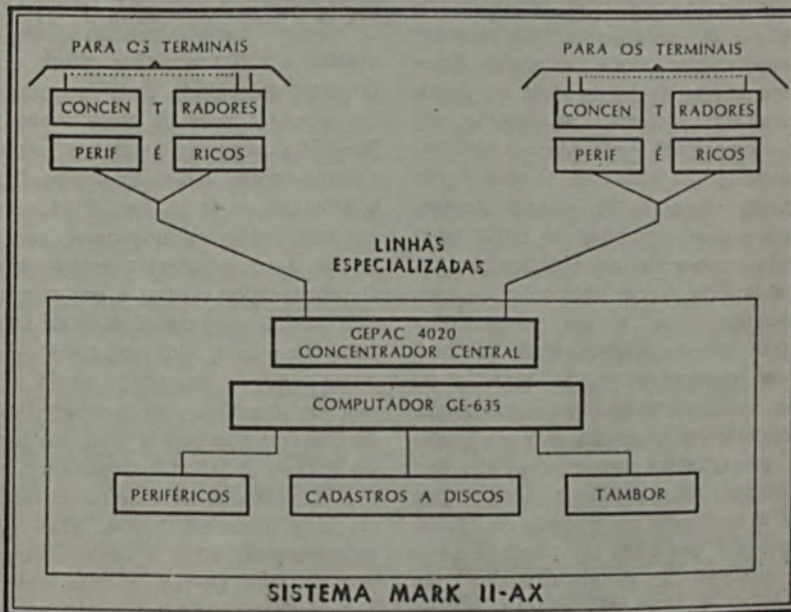 PARA OS TERMINAIS
CONCEN T RADORES
PERIF É RICOS
PARA OS TERMINAIS
CONCEN T RADORES
PERIF É RICOS
LINHAS
ESPECIALIZADAS
GEPAC 4020
CONCENTRADOR CENTRAL
COMPUTADOR GE-635
PERIFÉRICOS
CADASTROS A DISCOS
TAMBOR
SISTEMA MARK II-AX